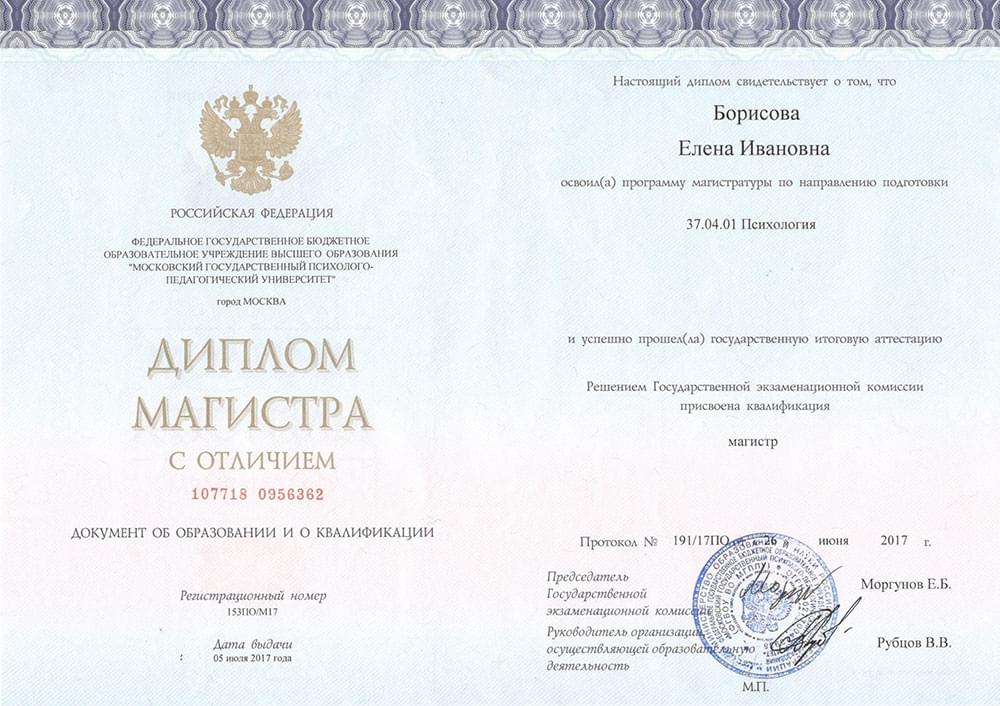 РОССИЙСКАЯ ФЕДЕРАЦИЯ
ФЕДЕРАЛЬНОЕ ГОСУДАРСТВЕННОЕ БЮДЖЕТНОЕ
ОБРАЗОВАТЕЛЬНОЕ УЧРЕЖДЕНИЕ ВЫСШЕГО ОБРАЗОВАНИЯ
"МОСКОВСКИЙ ГОСУДАРСТВЕННЫЙ ПСИХОЛОГО-
ПЕДАГОГИЧЕСКИЙ УНИВЕРСИТЕТ"
город МОСКВА
ДИПЛОМ
МАГИСТРА
С ОТЛИЧИЕМ
107718 0956362
ДОКУМЕНТ ОБ ОБРАЗОВАНИИ И О КВАЛИФИКАЦИИ
Регистрационный номер
153ПО/М17
Дата выдачи
05 июля 2017 года
Настоящий диплом свидетельствует о том, что
Борисова
Елена Ивановна
освоил(а) программу магистратуры по направлению подготовки
37.04.01 Психология
и успешно прошел(ла) государственную итоговую аттестацию
Решением Государственной экзаменационной комиссии
присвоена квалификация
магистр
Протокол № 191/17ПО от 26 июня 2017 г.
Председатель
Государственной
экзаменационной комиссии
Моргунов Е.Б.
Руководитель организации,
осуществляющей образовательную
деятельность
Рубцов В.В.
М.П.